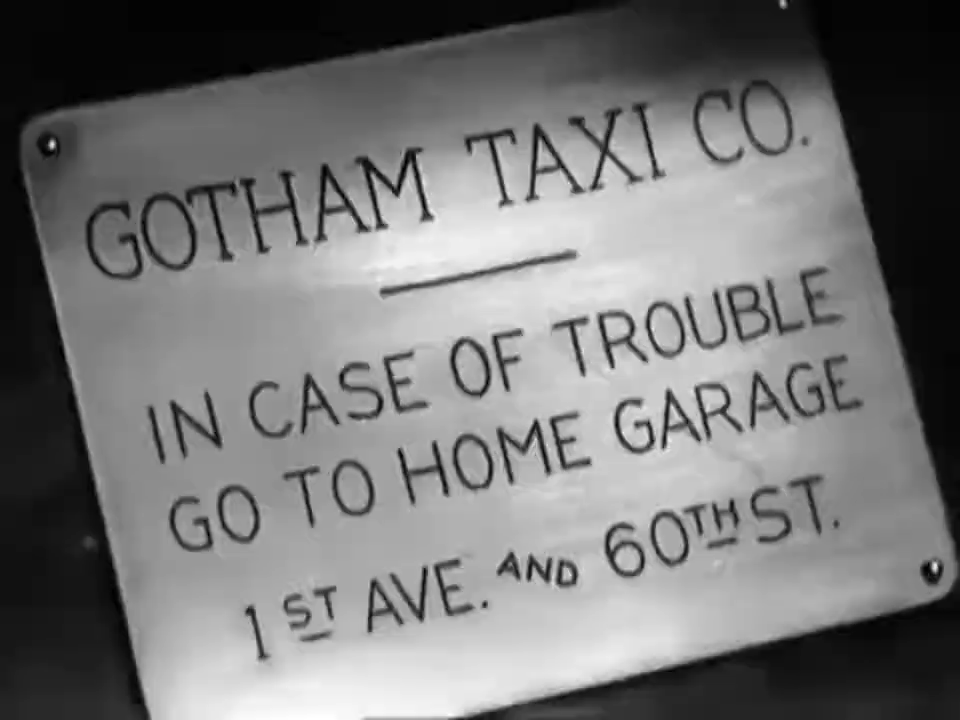 GOTHAM TAXI CO.
IN CASE OF TROUBLE
GO TO HOME GARAGE
1ST AVE. AND 60TH ST.